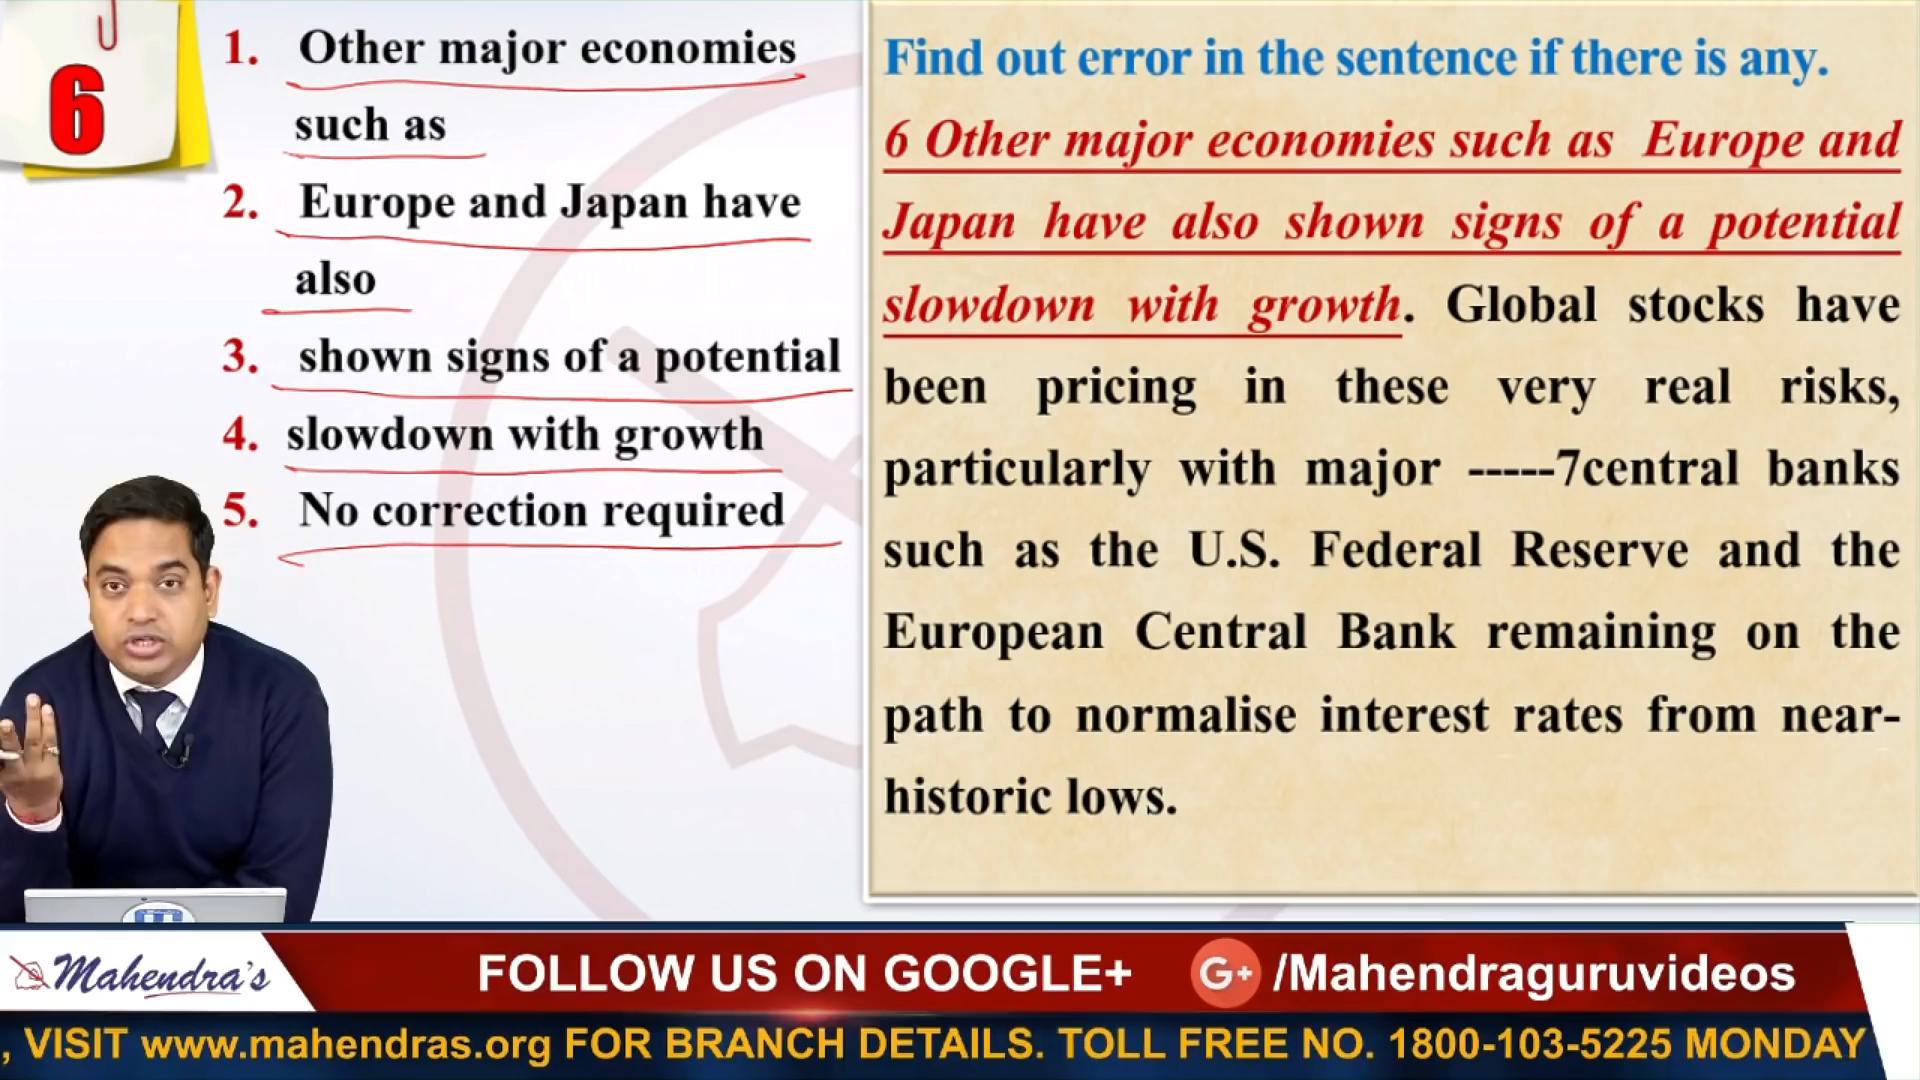 6
1. Other major economies
such as
2. Europe and Japan have
also
3. shown signs of a potential
4. slowdown with growth
5. No correction required
Find out error in the sentence if there is any.
6 Other major economies such as Europe and
Japan have also shown signs of a potential
slowdown with growth. Global stocks have
been pricing in these very real risks,
particularly with major -----7central banks
such as the U.S. Federal Reserve and the
European Central Bank remaining on the
path to normalise interest rates from near-
historic lows.
Mahendra's
FOLLOW US ON GOOGLE+ G+ /Mahendraguruvideos
, VISIT www.mahendras.org FOR BRANCH DETAILS. TOLL FREE NO. 1800-103-5225 MONDAY